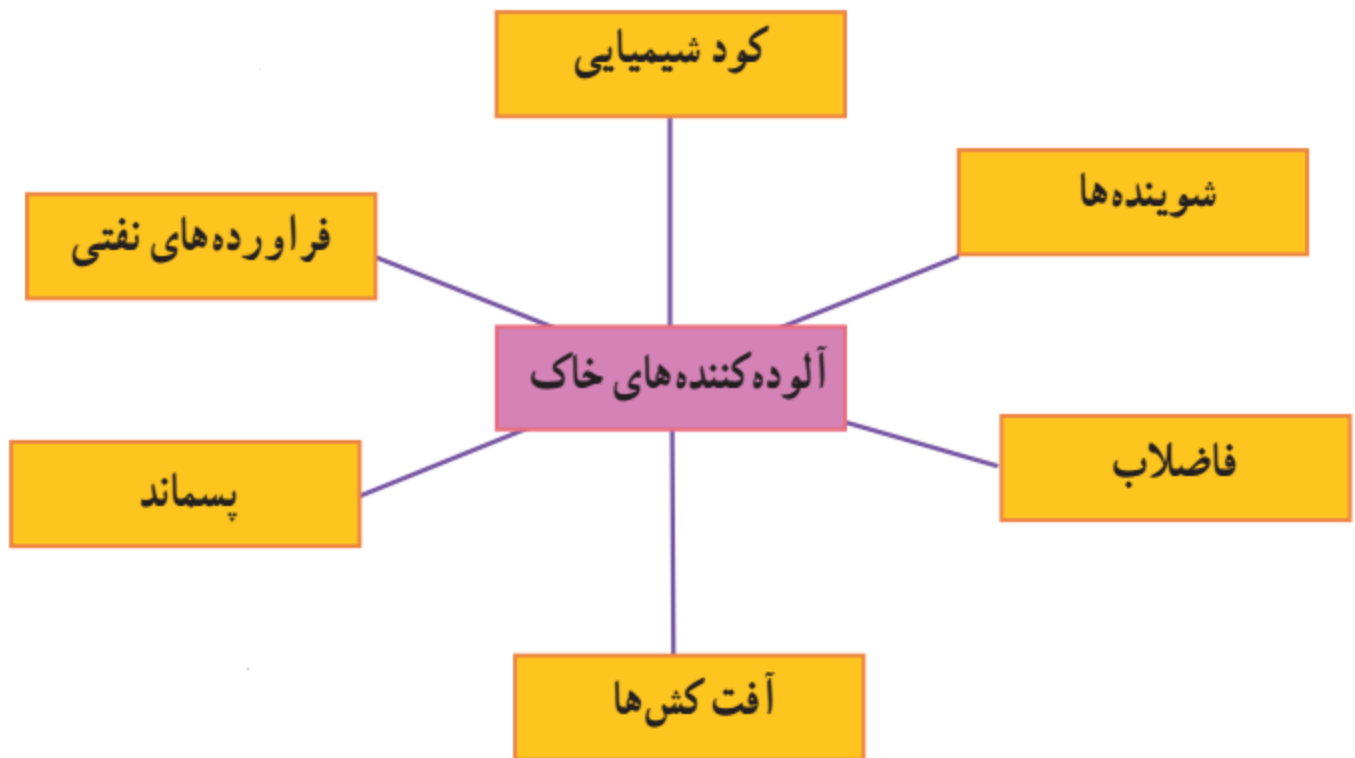 کود شیمیایی
شوینده‌ها
فراورده‌های نفتی
آلوده‌کننده‌های خاک
فاضلاب
پسماند
آفت کش‌ها